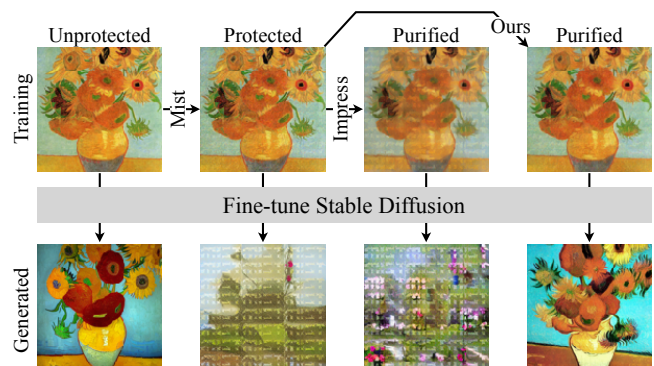 Unprotected
Protected
Purified
Ours
Purified
Training
Mist
Impress
Fine-tune Stable Diffusion
Generated